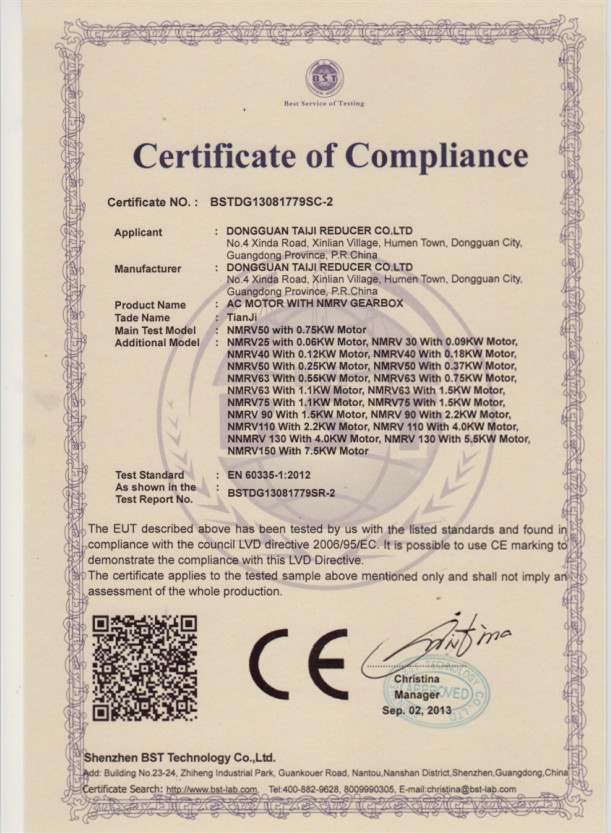 BST
Best Service of Testing
Certificate of Compliance
Certificate NO. : BSTDG13081779SC-2
Applicant : DONGGUAN TAIJI REDUCER CO.LTD
No.4 Xinda Road, Xinlian Village, Humen Town, Dongguan City,
Guangdong Province, P.R.China
Manufacturer : DONGGUAN TAIJI REDUCER CO.LTD
No.4 Xinda Road, Xinlian Village, Humen Town, Dongguan City,
Guangdong Province, P.R.China
Product Name : AC MOTOR WITH NMRV GEARBOX
Tade Name : TianJi
Main Test Model : NMRV50 with 0.75KW Motor
Additional Model : NMRV25 with 0.06KW Motor, NMRV 30 With 0.09KW Motor,
NMRV40 With 0.12KW Motor, NMRV40 With 0.18KW Motor,
NMRV50 With 0.25KW Motor, NMRV50 With 0.37KW Motor,
NMRV63 With 0.55KW Motor, NMRV63 With 0.75KW Motor,
NMRV63 With 1.1KW Motor, NMRV63 With 1.5KW Motor,
NMRV75 With 1.1KW Motor, NMRV75 With 1.5KW Motor,
NMRV 90 With 1.5KW Motor, NMRV 90 With 2.2KW Motor,
NMRV110 With 2.2KW Motor, NMRV 110 With 4.0KW Motor,
NNMRV 130 With 4.0KW Motor, NMRV 130 With 5.5KW Motor,
NMRV150 With 7.5KW Motor
Test Standard : EN 60335-1:2012
As shown in the
Test Report No. : BSTDG13081779SR-2
The EUT described above has been tested by us with the listed standards and found in
compliance with the council LVD directive 2006/95/EC. It is possible to use CE marking to
demonstrate the compliance with this LVD Directive.
The certificate applies to the tested sample above mentioned only and shall not imply an
assessment of the whole production.
CE
Christina
Manager
APPROVED
Sep. 02, 2013
Shenzhen BST Technology Co.,Ltd.
Add: Building No.23-24, Zhiheng Industrial Park, Guankouer Road, Nantou,Nanshan District,Shenzhen,Guangdong,China
Certificate Search: http://www.bst-lab.com, Tel:400-882-9628, 8009990305, E-mail:christina@bst-lab.com